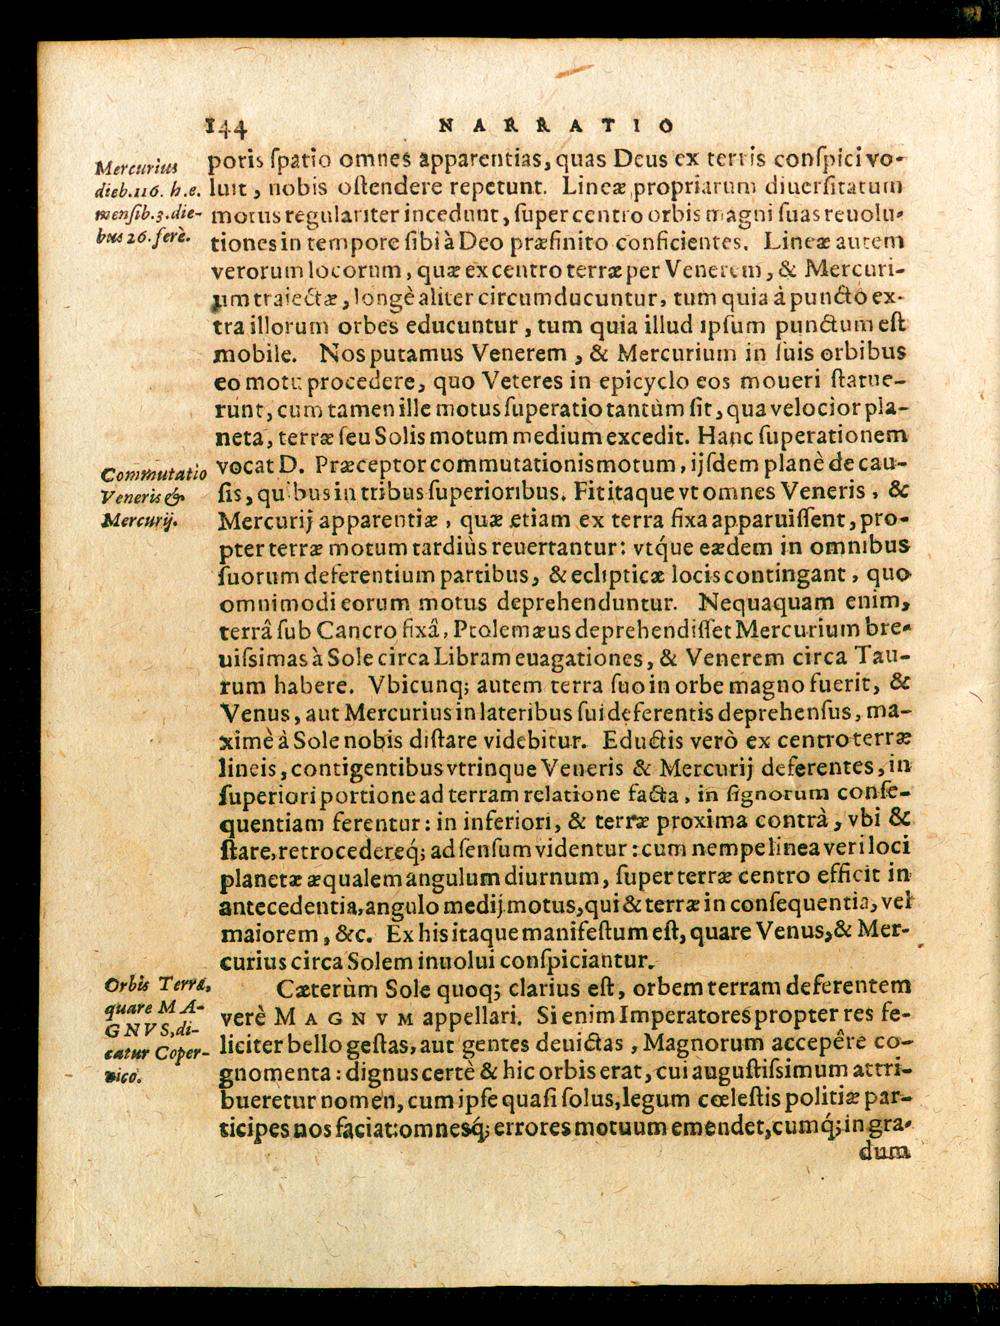 144
NARRATIO
Mercurius
dieb. 116. h. e.
mensib. 3. die-
bus 26. ferè.
poris ſpatio omnes apparentias, quas Deus ex terris conſpici vo-
luit, nobis oſtendere repetunt. Lineæ propriarum diuerſitatum
motus regulariter incedunt, ſuper centro orbis magni ſuas reuolu-
tiones in tempore ſibi à Deo præfinito conficientes. Lineæ autem
verorum locorum, quæ ex centro terræ per Venerem, & Mercuri-
um traiectæ, longè aliter circumducuntur, tum quia à puncto ex-
tra illorum orbes educuntur, tum quia illud ipſum punctum eſt
mobile. Nos putamus Venerem, & Mercurium in ſuis orbibus
eo motu procedere, quo Veteres in epicyclo eos moueri ſtatue-
runt, cum tamen ille motus ſuperatio tantùm ſit, qua velocior pla-
neta, terræ ſeu Solis motum medium excedit. Hanc ſuperationem
Commutatio
Veneris &
Mercurij.
vocat D. Præceptor commutationis motum, ijſdem planè de cau-
ſis, quibus in tribus ſuperioribus. Fit itaque vt omnes Veneris, &
Mercurij apparentiæ, quæ etiam ex terra fixa apparuiſſent, pro-
pter terræ motum tardiùs reuertantur: vtq́ue eædem in omnibus
ſuorum deferentium partibus, & eclipticæ locis contingant, quo
omnimodi eorum motus deprehenduntur. Nequaquam enim,
terrâ ſub Cancro fixâ, Ptolemæus deprehendiſſet Mercurium bre-
uiſsimas à Sole circa Libram euagationes, & Venerem circa Tau-
rum habere. Vbicunq; autem terra ſuo in orbe magno fuerit, &
Venus, aut Mercurius in lateribus ſui deferentis deprehenſus, ma-
ximè à Sole nobis diſtare videbitur. Eductis verò ex centro terræ
lineis, contigentibus vtrinque Veneris & Mercurij deferentes, in
ſuperiori portione ad terram relatione facta, in ſignorum conſe-
quentiam ferentur: in inferiori, & terræ proxima contrà, vbi &
ſtare, retrocedereq́; ad ſenſum videntur: cum nempe linea veri loci
planetæ æqualem angulum diurnum, ſuper terræ centro efficit in
antecedentia, angulo medij motus, qui & terræ in conſequentia, vel
maiorem, &c. Ex his itaque manifeſtum eſt, quare Venus, & Mer-
curius circa Solem inuolui conſpiciantur.
Orbis Terræ,
quare MA-
GNVS, di-
catur Coper-
nico.
Cæterùm Sole quoq; clarius eſt, orbem terram deferentem
verè MAGNVM appellari. Si enim Imperatores propter res fe-
liciter bello geſtas, aut gentes deuictas, Magnorum accepêre co-
gnomenta: dignus certè & hic orbis erat, cui auguſtiſsimum attri-
bueretur nomen, cum ipſe quaſi ſolus, legum cœleſtis politiæ par-
ticipes nos faciat: omnesq́; errores motuum emendet, cumq́; in gra-
dum